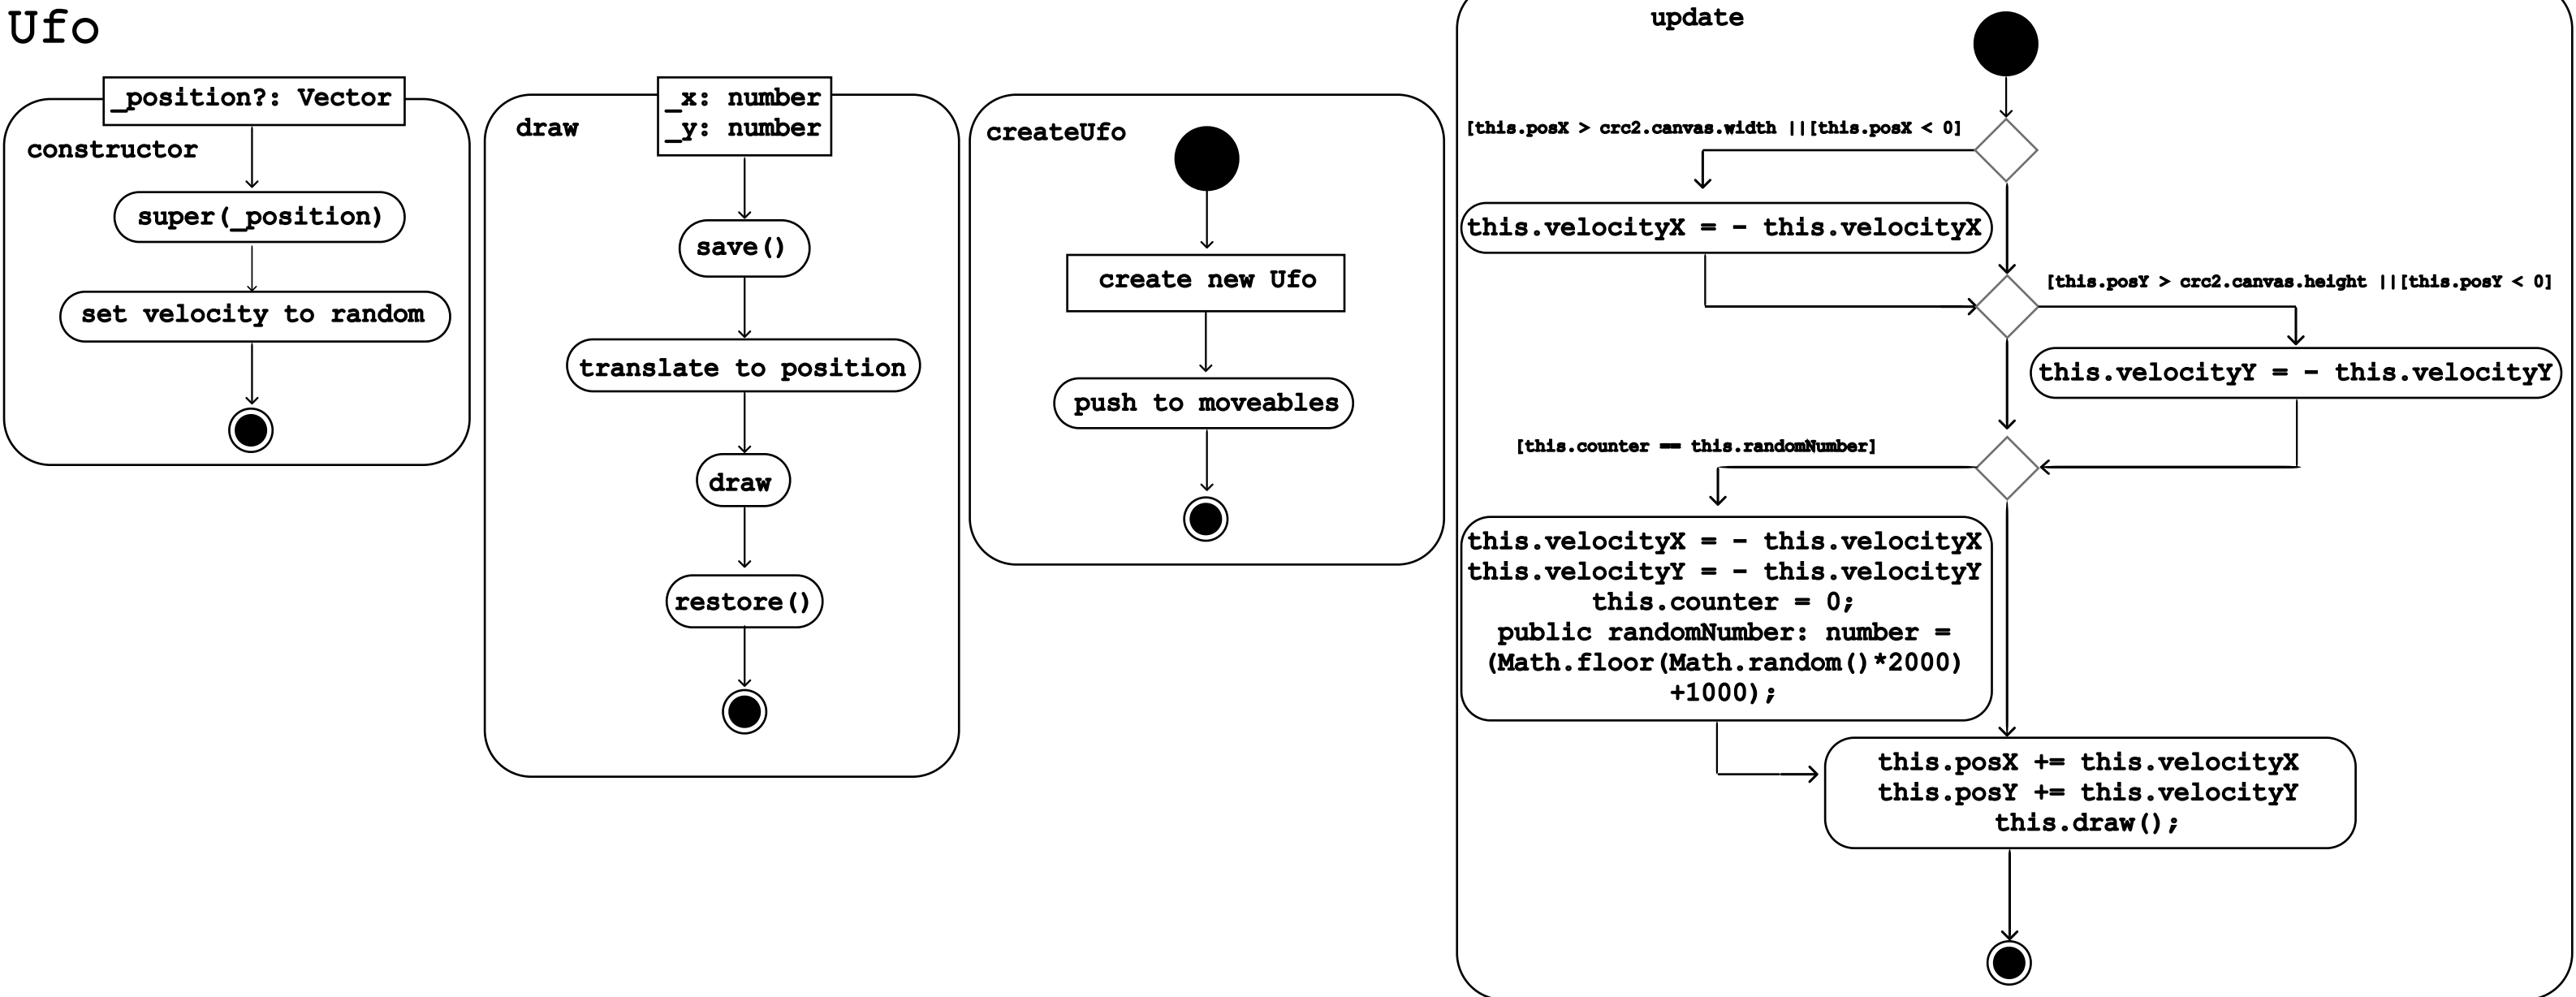 Ufo
_position?: Vector
constructor
super(_position)
set velocity to random
_x: number
_y: number
draw
save()
translate to position
draw
restore()
createUfo
create new Ufo
push to moveables
update
[this.posX > crc2.canvas.width ||[this.posX < 0]
this.velocityX = - this.velocityX
[this.posY > crc2.canvas.height ||[this.posY < 0]
this.velocityY = - this.velocityY
[this.counter == this.randomNumber]
this.velocityX = - this.velocityX
this.velocityY = - this.velocityY
this.counter = 0;
public randomNumber: number =
(Math.floor(Math.random()*2000)
+1000);
this.posX += this.velocityX
this.posY += this.velocityY
this.draw();